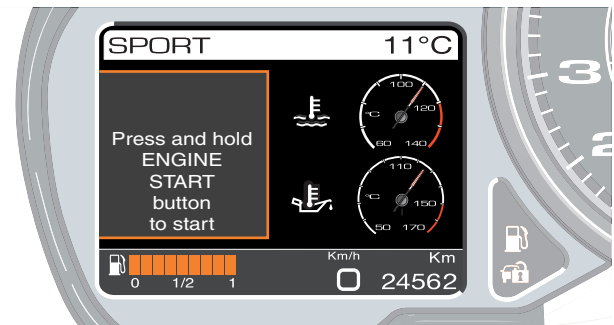 SPORT 11°C
Press and hold
ENGINE
START
button
to start
100
°C 120
60 140
110
°C 150
50 170
Km/h Km
0 1/2 1 0 24562
3
2